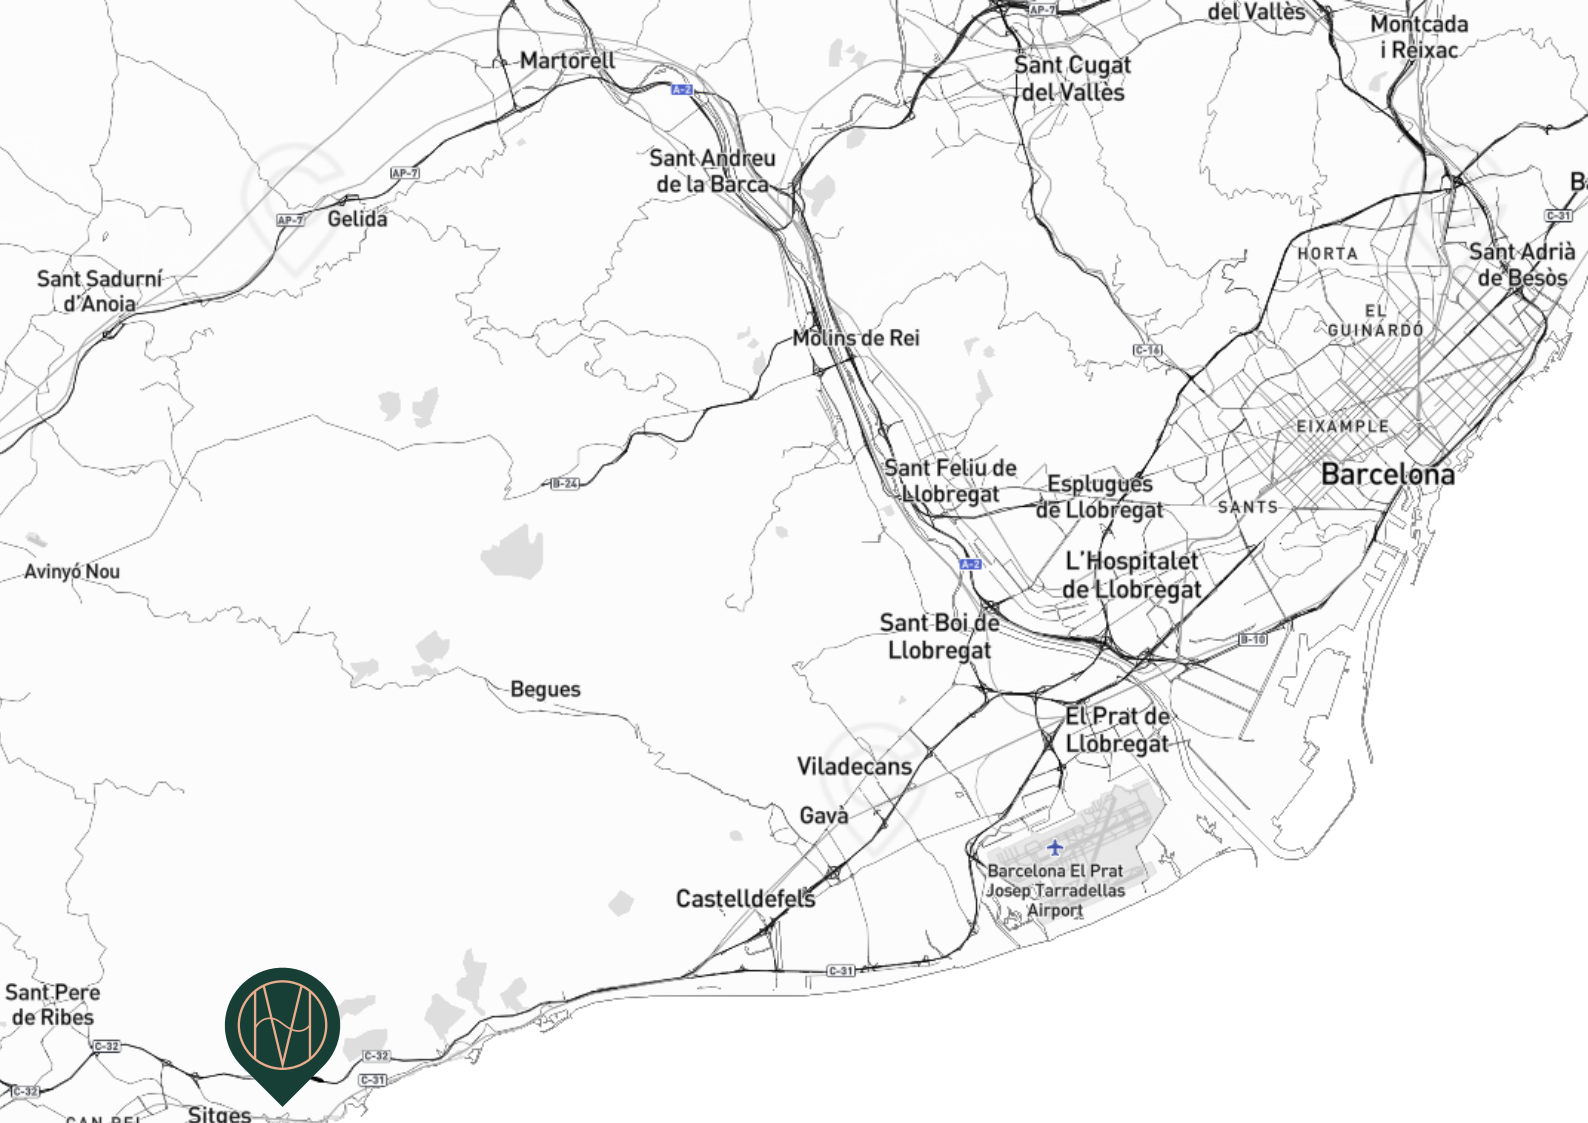 AP-7
del Vallès
Montcada
i Reixac
Martorell
Sant Cugat
del Vallès
A-2
Sant Andreu
de la Barca
AP-7
AP-7
Gelida
C-31
HORTA
Sant Adrià
de Besòs
Sant Sadurní
d'Anoia
EL
GUINARDÓ
Molins de Rei
C-16
EIXAMPLE
Barcelona
Sant Feliu de
Llobregat
Esplugues
de Llobregat
B-24
SANTS
A-2
L'Hospitalet
de Llobregat
Avinyó Nou
Sant Boi de
Llobregat
B-10
Begues
El Prat de
Llobregat
Viladecans
Gavà
Barcelona El Prat
Josep Tarradellas
Airport
Castelldefels
C-31
Sant Pere
de Ribes
C-32
C-32
C-31
C-32
Sitges